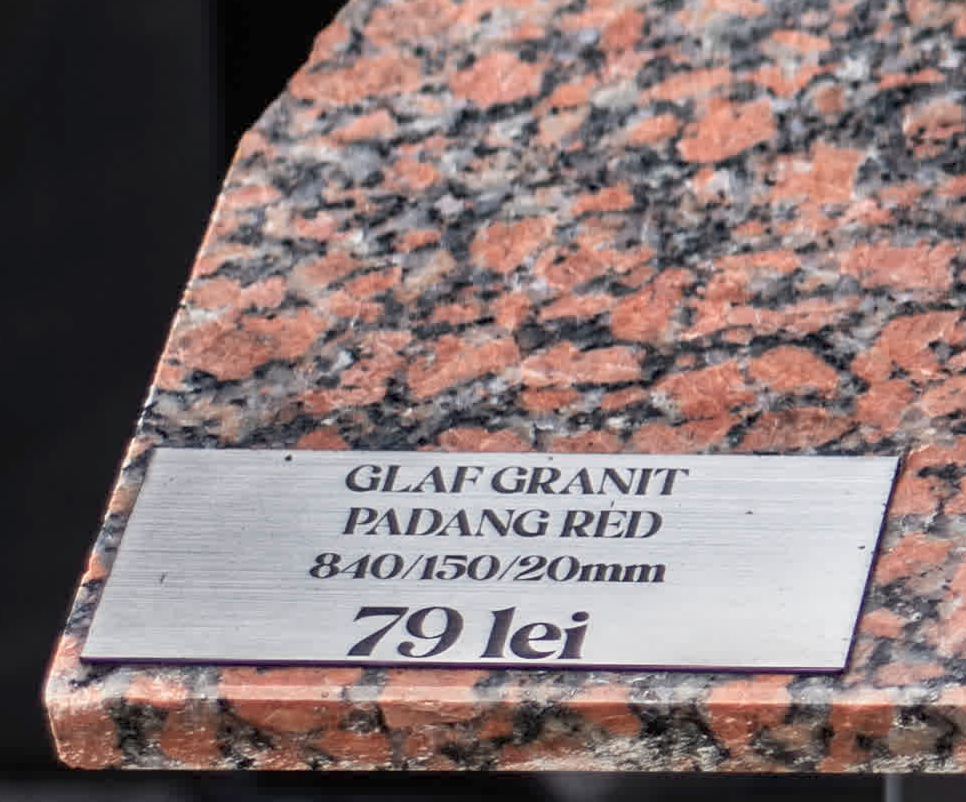 GLAF GRANIT
PADANG RED
840/150/20mm
79 lei